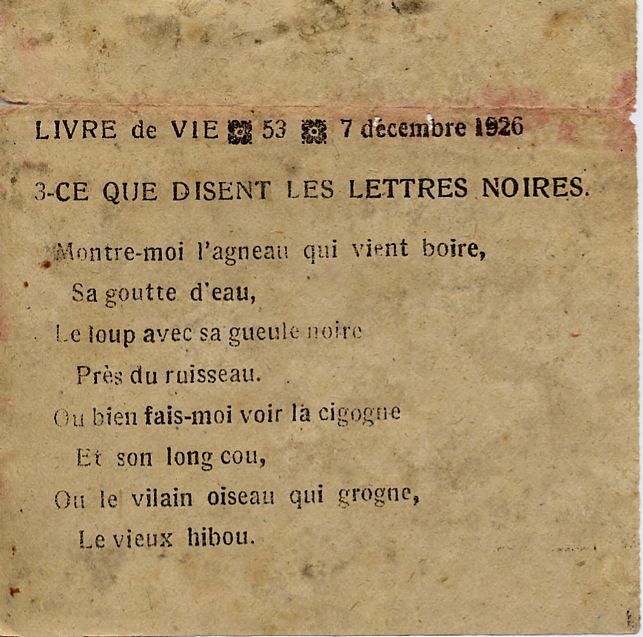 LIVRE de VIE 53 7 décembre 1926
3-CE QUE DISENT LES LETTRES NOIRES.
Montre-moi l'agneau qui vient boire,
Sa goutte d'eau,
Le loup avec sa gueule noire
Près du ruisseau.
Ou bien fais-moi voir la cigogne
Et son long cou,
Ou le vilain oiseau qui grogne,
Le vieux hibou.